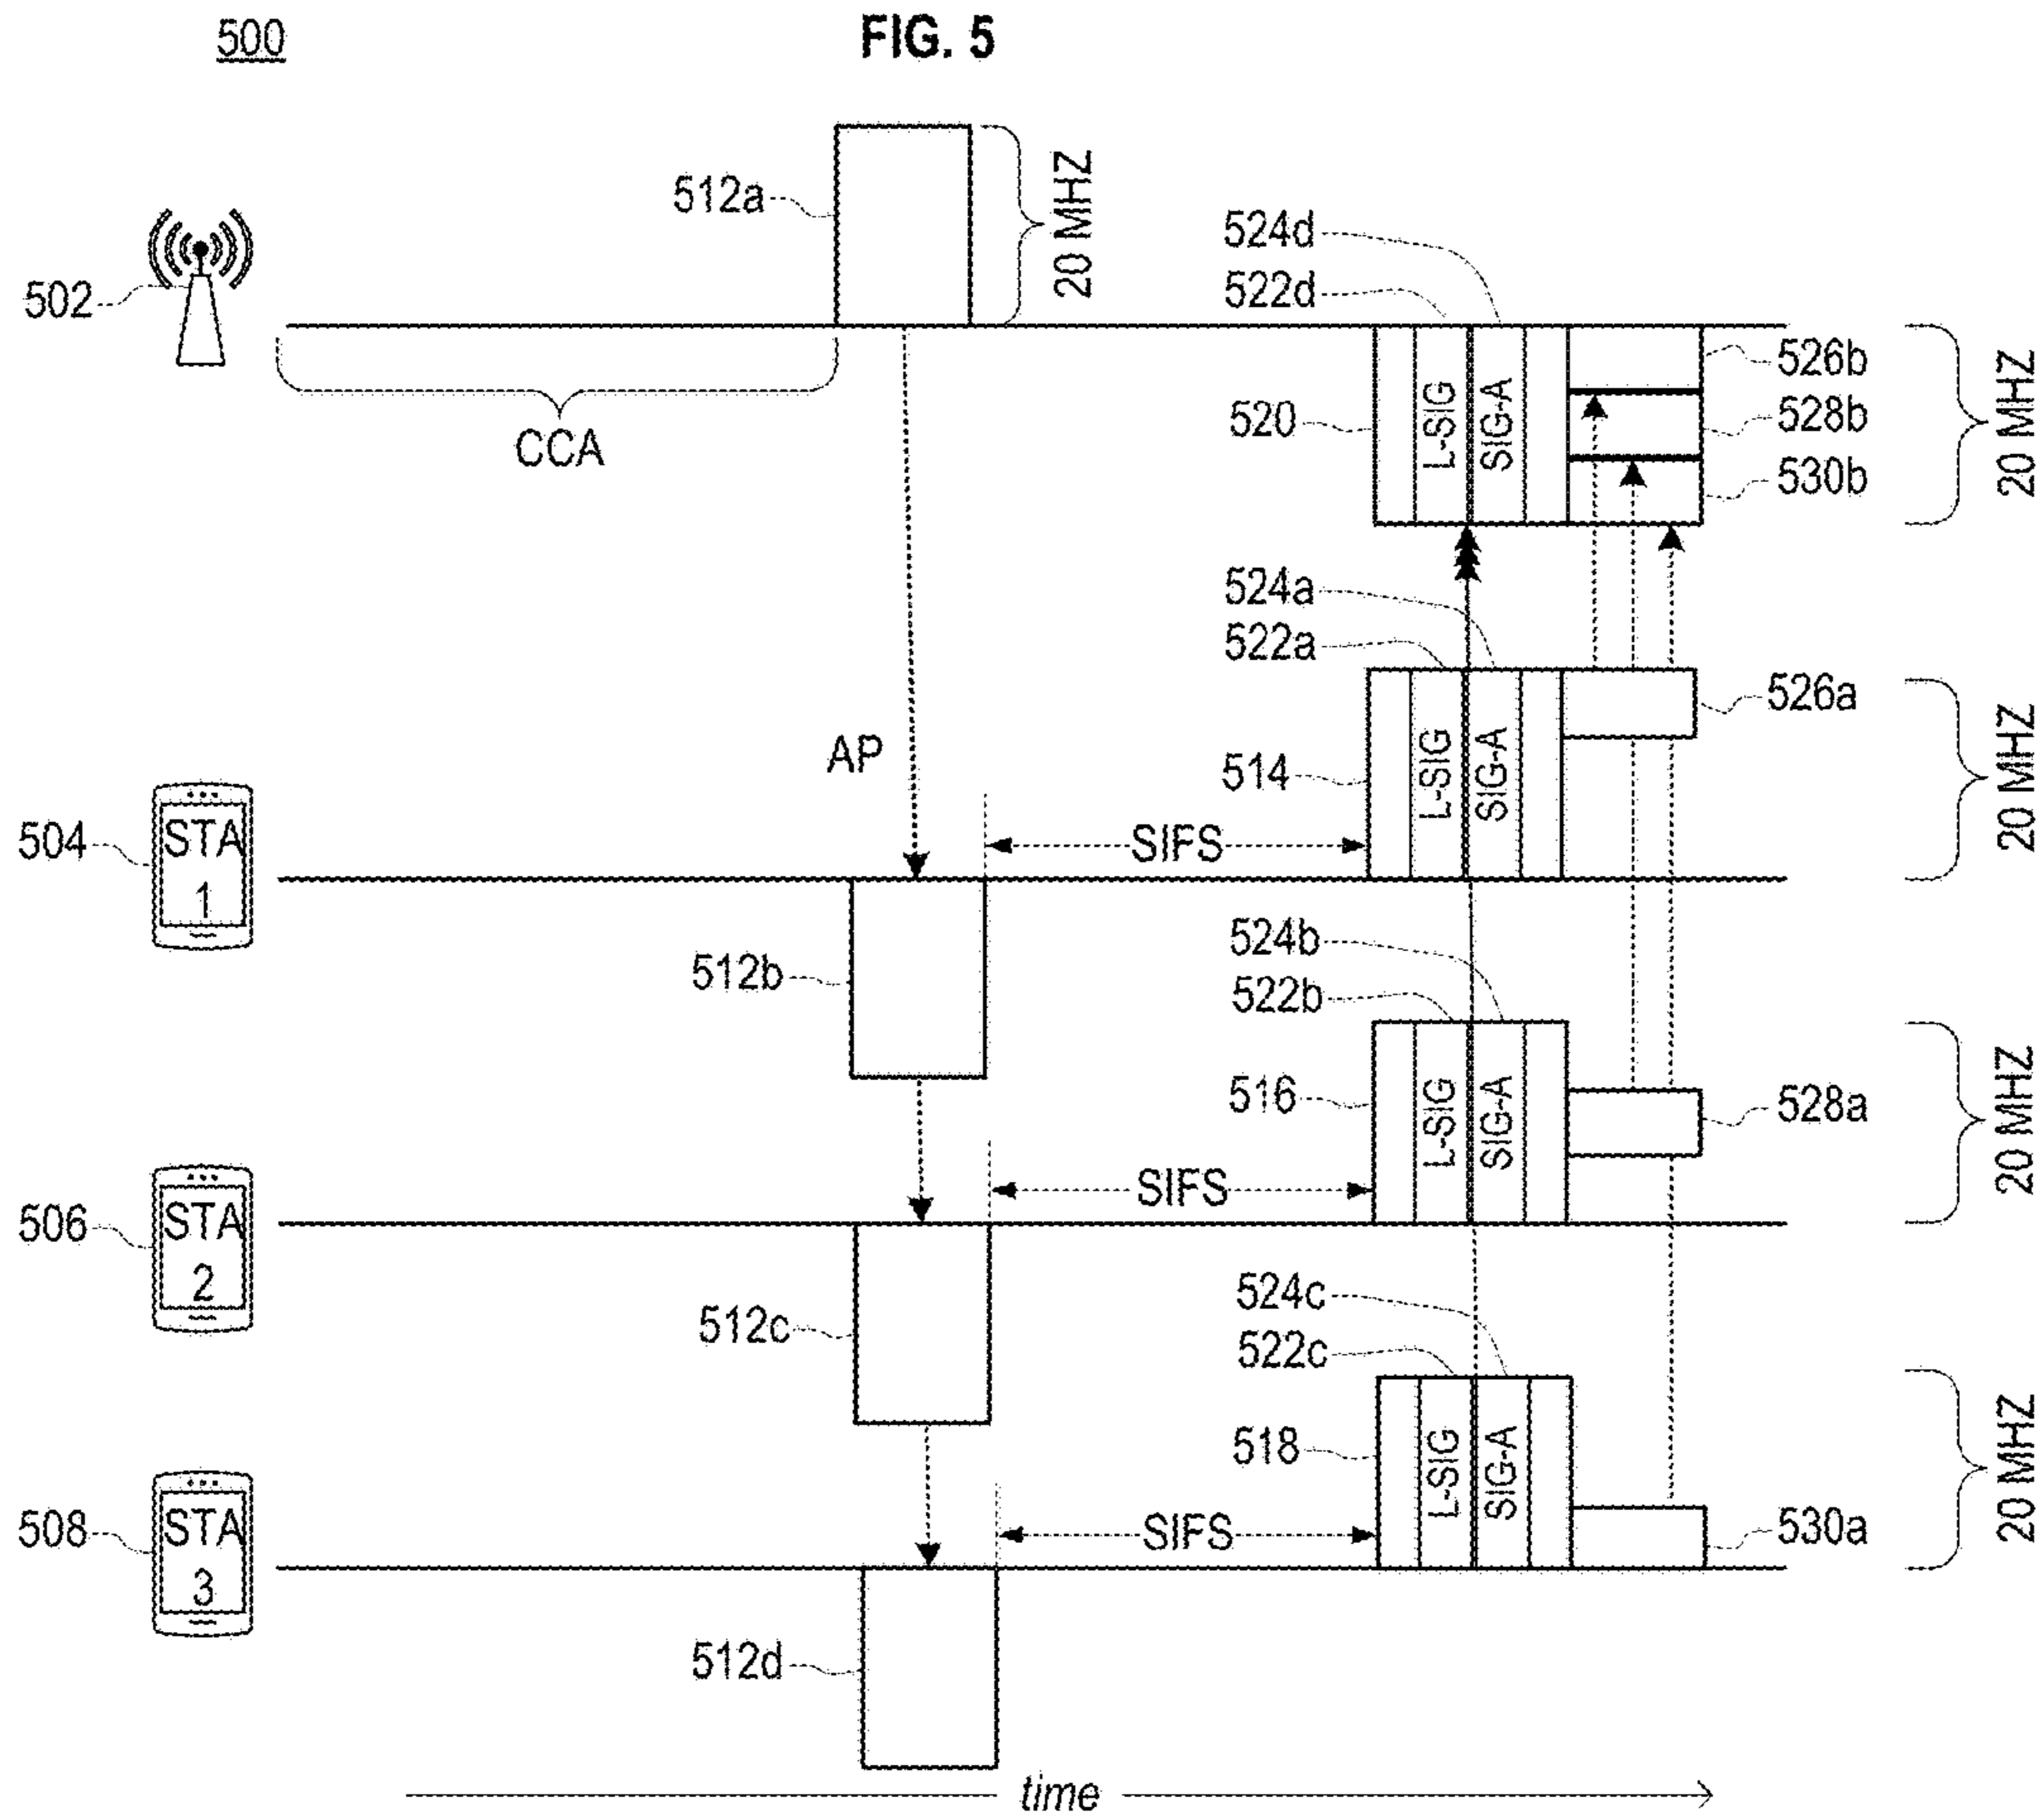 500
FIG. 5
512a
20 MHZ
502
524d
522d
CCA
520
L-SIG
SIG-A
526b
528b
530b
20 MHZ
524a
522a
526a
AP
514
L-SIG
SIG-A
20 MHZ
504
STA
1
SIFS
512b
524b
522b
516
L-SIG
SIG-A
528a
20 MHZ
506
STA
2
SIFS
512c
524c
522c
518
L-SIG
SIG-A
530a
20 MHZ
508
STA
3
SIFS
512d
time